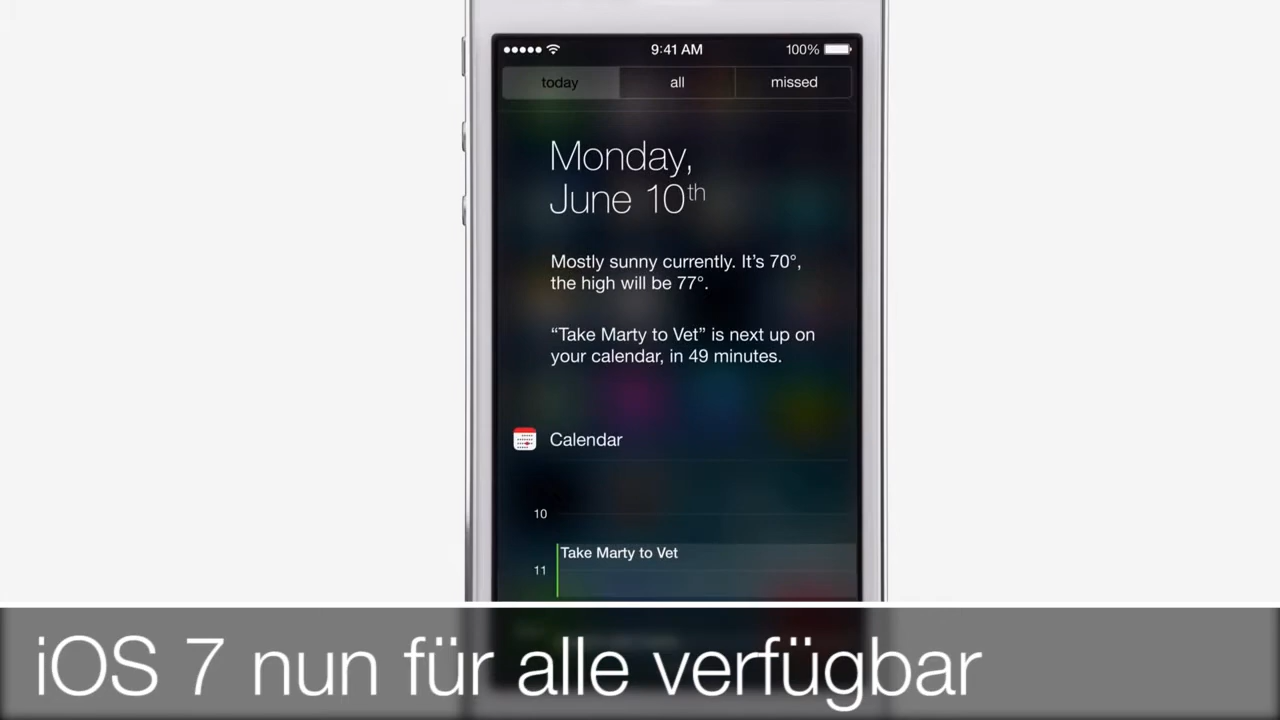 9:41 AM 100%
today all missed
Monday,
June 10th
Mostly sunny currently. It’s 70°,
the high will be 77°.
“Take Marty to Vet” is next up on
your calendar, in 49 minutes.
Calendar
10
Take Marty to Vet
11
iOS 7 nun für alle verfügbar